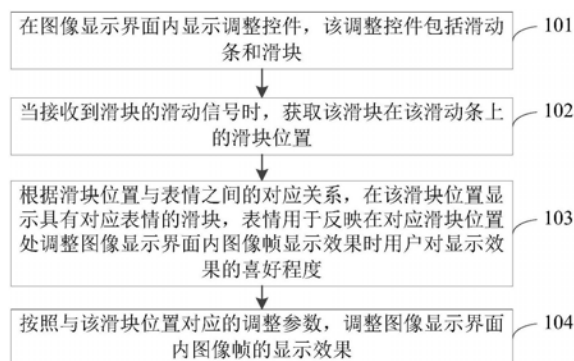 在图像显示界面内显示调整控件，该调整控件包括滑动
条和滑块
101
当接收到滑块的滑动信号时，获取该滑块在该滑动条上
的滑块位置
102
根据滑块位置与表情之间的对应关系，在该滑块位置显
示具有对应表情的滑块，表情用于反映在对应滑块位置
处调整图像显示界面内图像帧显示效果时用户对显示效
果的喜好程度
103
按照与该滑块位置对应的调整参数，调整图像显示界面
内图像帧的显示效果
104